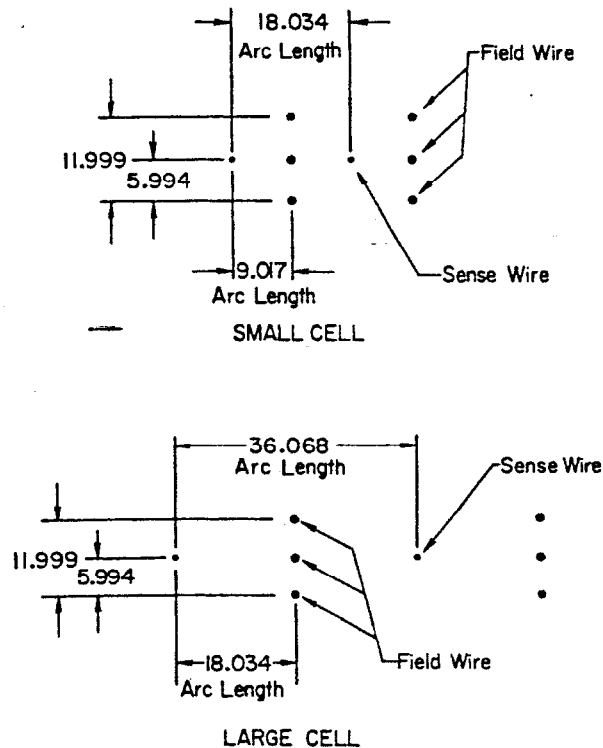 18.034
Arc Length
Field Wire
11.999
5.994
9.017
Arc Length
Sense Wire
SMALL CELL
36.068
Arc Length
Sense Wire
11.999
5.994
18.034
Arc Length
Field Wire
LARGE CELL